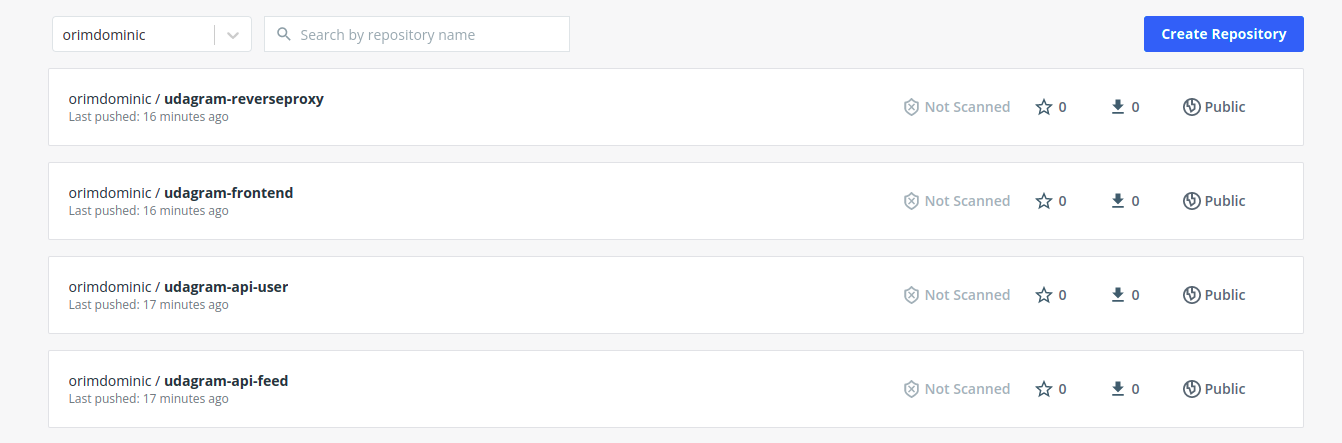 orimdominic
Search by repository name
Create Repository
orimdominic / udagram-reverseproxy
Last pushed: 16 minutes ago
Not Scanned
0
0
Public
orimdominic / udagram-frontend
Last pushed: 16 minutes ago
Not Scanned
0
0
Public
orimdominic / udagram-api-user
Last pushed: 17 minutes ago
Not Scanned
0
0
Public
orimdominic / udagram-api-feed
Last pushed: 17 minutes ago
Not Scanned
0
0
Public